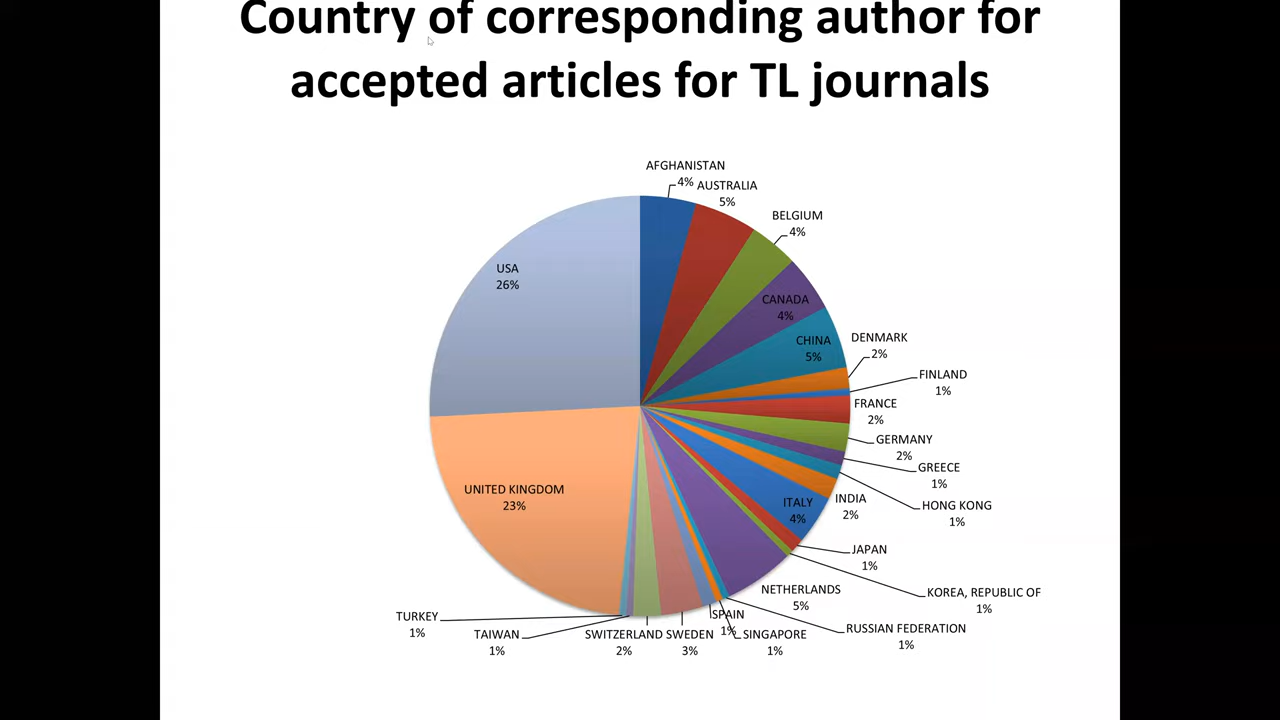 Country of corresponding author for
accepted articles for TL journals
AFGHANISTAN
4%
AUSTRALIA
5%
BELGIUM
4%
CANADA
4%
CHINA
5%
DENMARK
2%
FINLAND
1%
FRANCE
2%
GERMANY
2%
GREECE
1%
HONG KONG
1%
INDIA
2%
ITALY
4%
JAPAN
1%
KOREA, REPUBLIC OF
1%
NETHERLANDS
5%
RUSSIAN FEDERATION
1%
SINGAPORE
1%
SPAIN
1%
SWEDEN
3%
SWITZERLAND
2%
TAIWAN
1%
TURKEY
1%
UNITED KINGDOM
23%
USA
26%